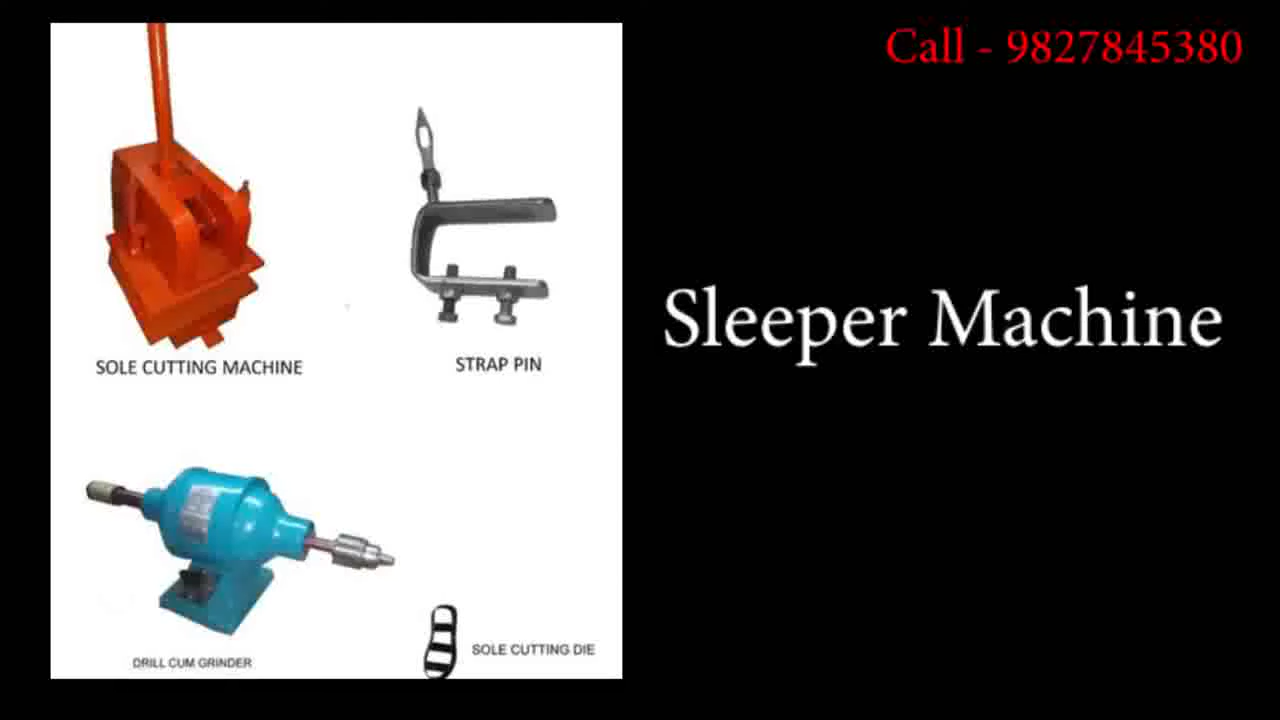 Call - 9827845380
SOLE CUTTING MACHINE
STRAP PIN
Sleeper Machine
DRILL CUM GRINDER
SOLE CUTTING DIE